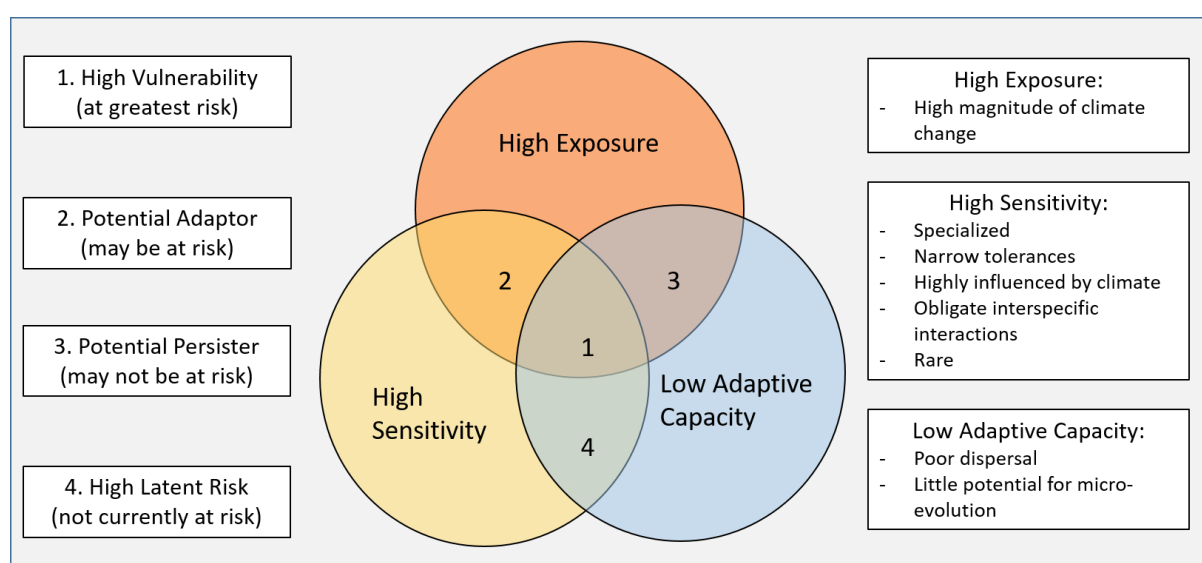 1. High Vulnerability
(at greatest risk)
2. Potential Adaptor
(may be at risk)
3. Potential Persister
(may not be at risk)
4. High Latent Risk
(not currently at risk)
High Exposure
2
3
1
High
Sensitivity
Low Adaptive
Capacity
4
High Exposure:
- High magnitude of climate
change
High Sensitivity:
- Specialized
- Narrow tolerances
- Highly influenced by climate
- Obligate interspecific
interactions
- Rare
Low Adaptive Capacity:
- Poor dispersal
- Little potential for micro-
evolution